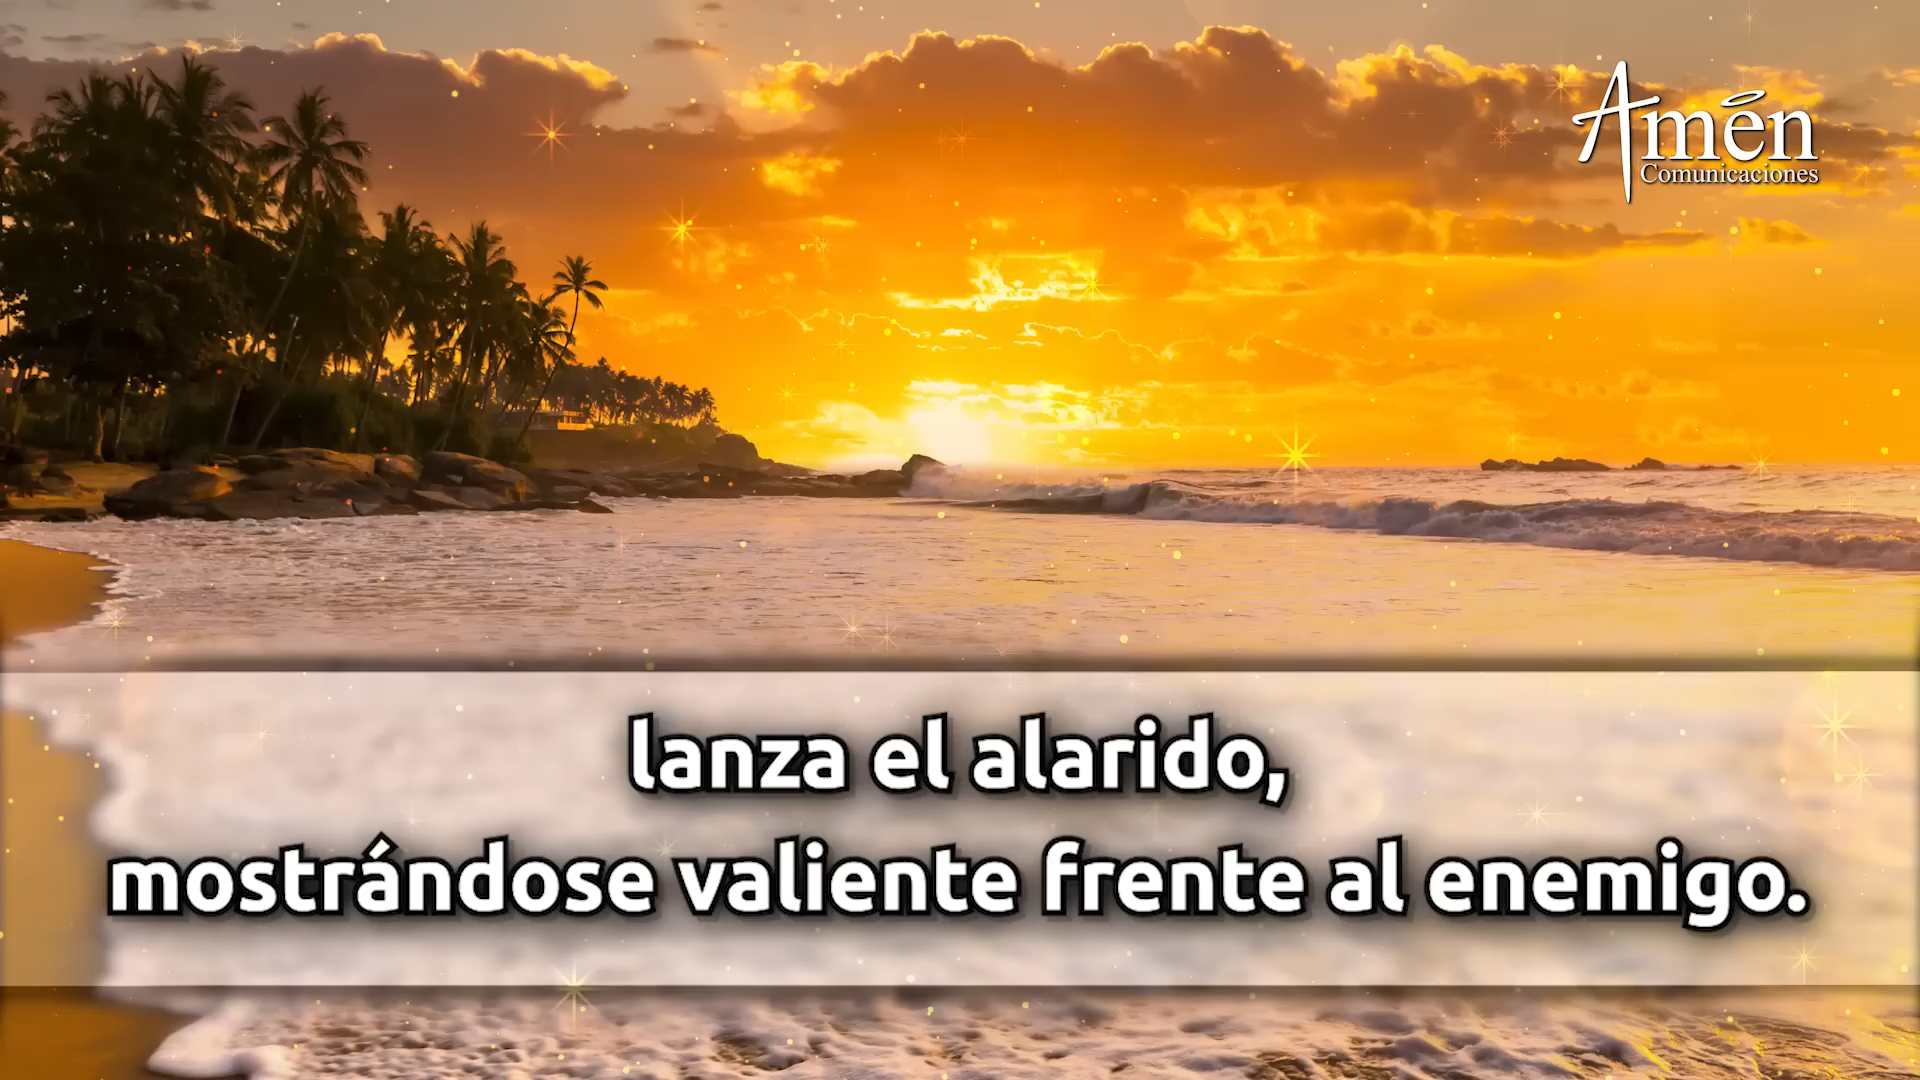 Amén
Comunicaciones
lanza el alarido,
mostrándose valiente frente al enemigo.